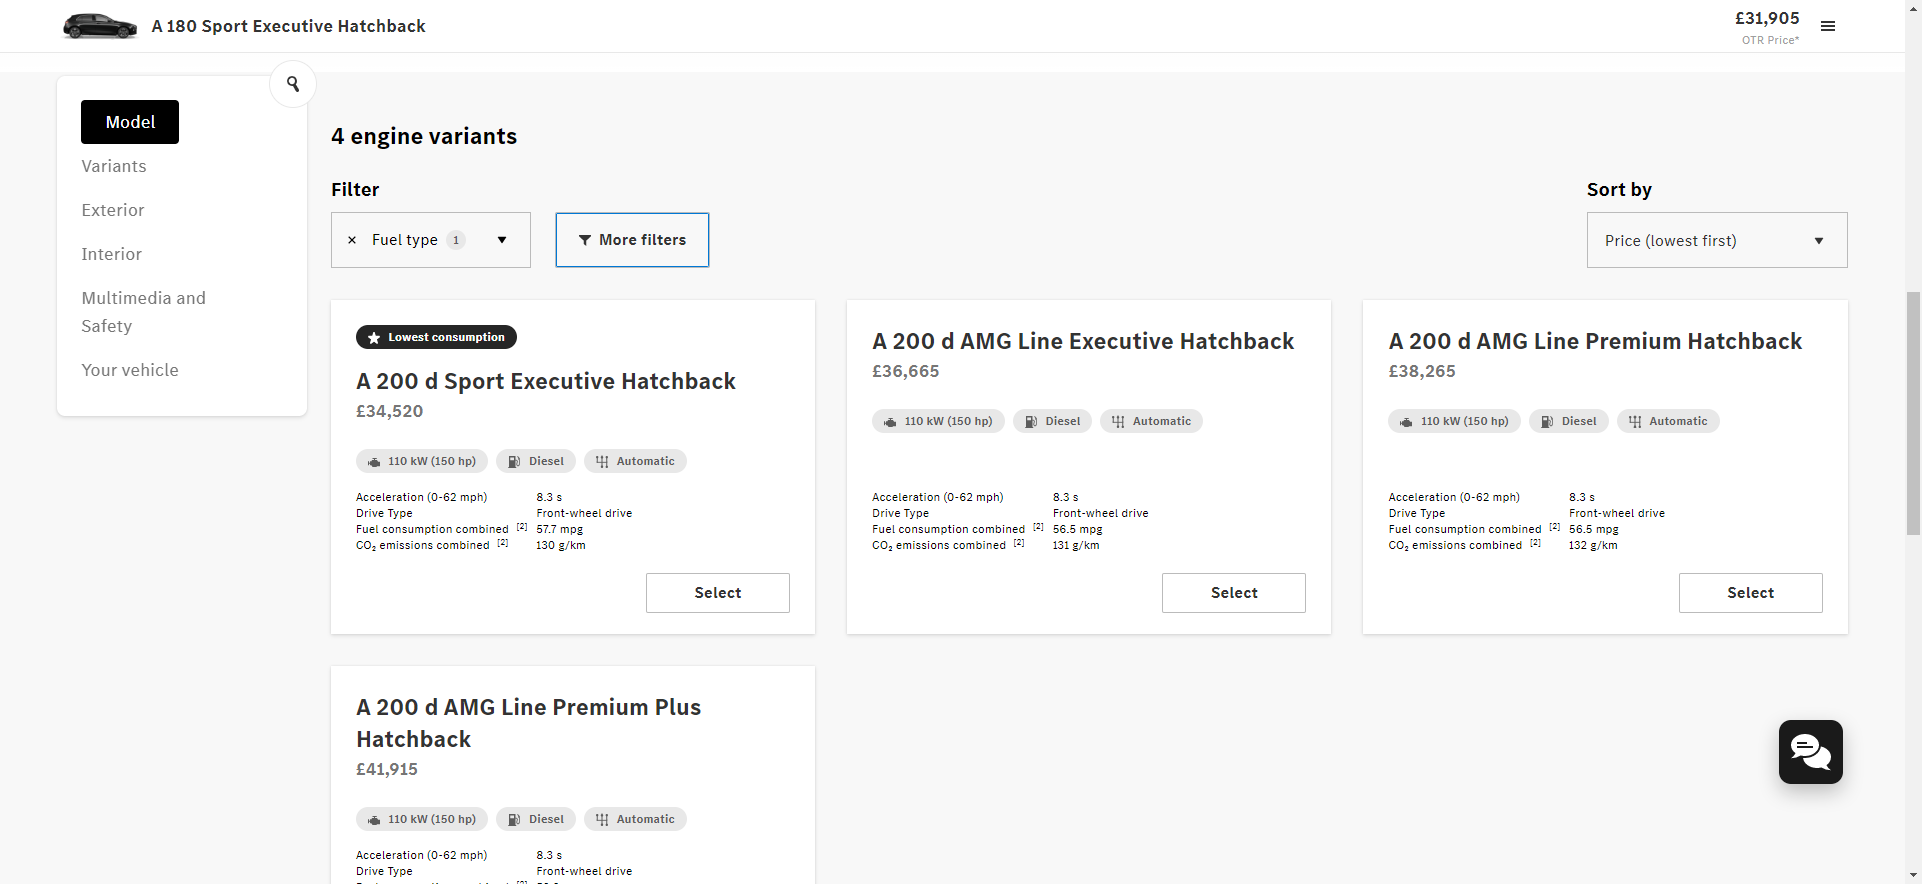 A 180 Sport Executive Hatchback
£31,905
OTR Price*
Model
Variants
Exterior
Interior
Multimedia and
Safety
Your vehicle
4 engine variants
Filter
Sort by
× Fuel type 1
More filters
Price (lowest first)
Lowest consumption
A 200 d Sport Executive Hatchback
£34,520
110 kW (150 hp) Diesel Automatic
Acceleration (0-62 mph) 8.3 s
Drive Type Front-wheel drive
Fuel consumption combined [2] 57.7 mpg
CO₂ emissions combined [2] 130 g/km
Select
A 200 d AMG Line Executive Hatchback
£36,665
110 kW (150 hp) Diesel Automatic
Acceleration (0-62 mph) 8.3 s
Drive Type Front-wheel drive
Fuel consumption combined [2] 56.5 mpg
CO₂ emissions combined [2] 131 g/km
Select
A 200 d AMG Line Premium Hatchback
£38,265
110 kW (150 hp) Diesel Automatic
Acceleration (0-62 mph) 8.3 s
Drive Type Front-wheel drive
Fuel consumption combined [2] 56.5 mpg
CO₂ emissions combined [2] 132 g/km
Select
A 200 d AMG Line Premium Plus
Hatchback
£41,915
110 kW (150 hp) Diesel Automatic
Acceleration (0-62 mph) 8.3 s
Drive Type Front-wheel drive